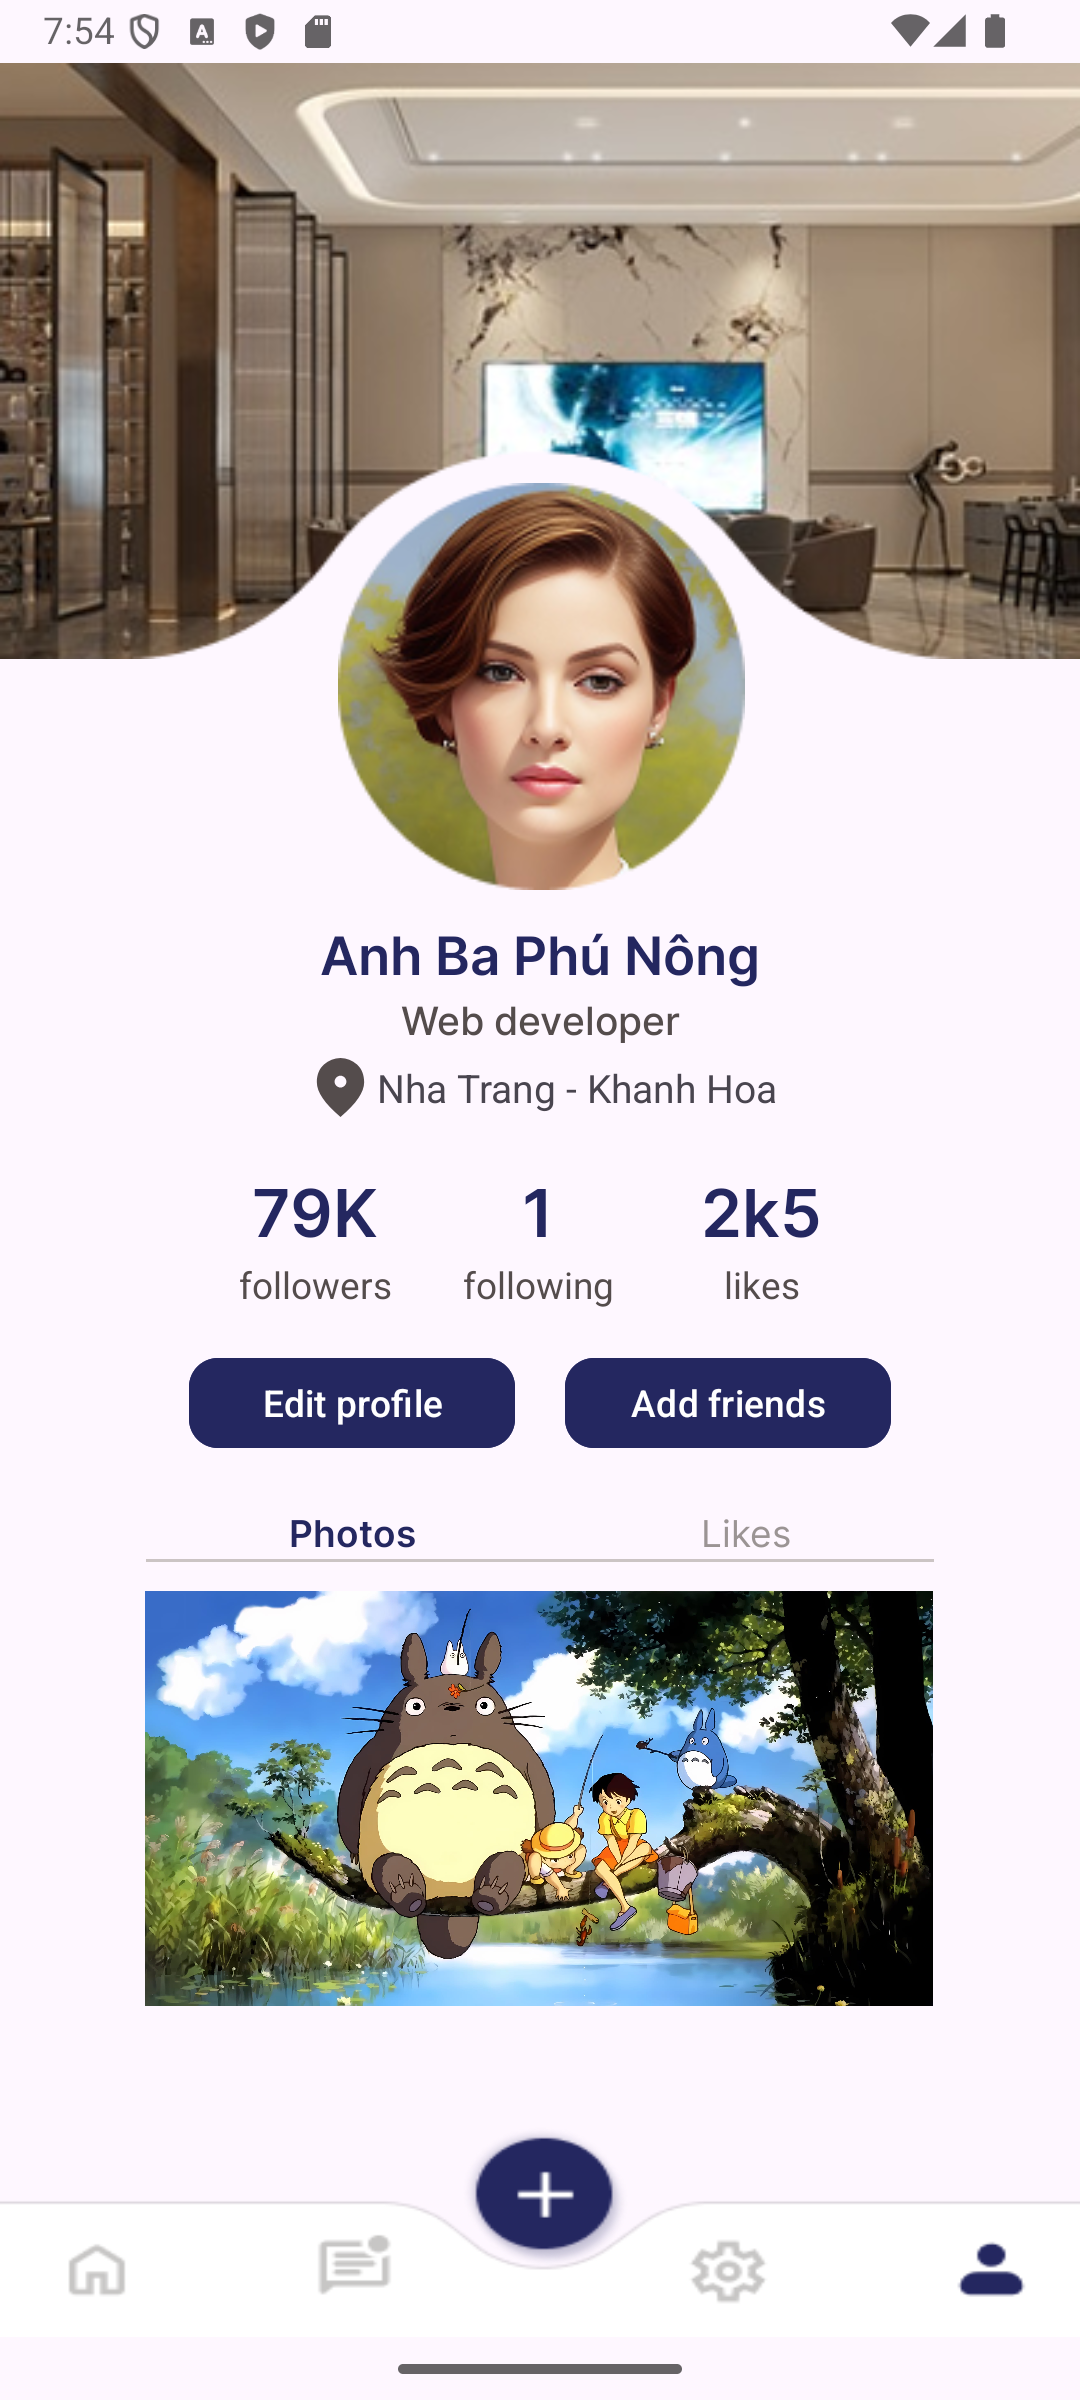 7:54
Anh Ba Phú Nông
Web developer
Nha Trang - Khanh Hoa
79K 1 2k5
followers following likes
Edit profile Add friends
Photos Likes